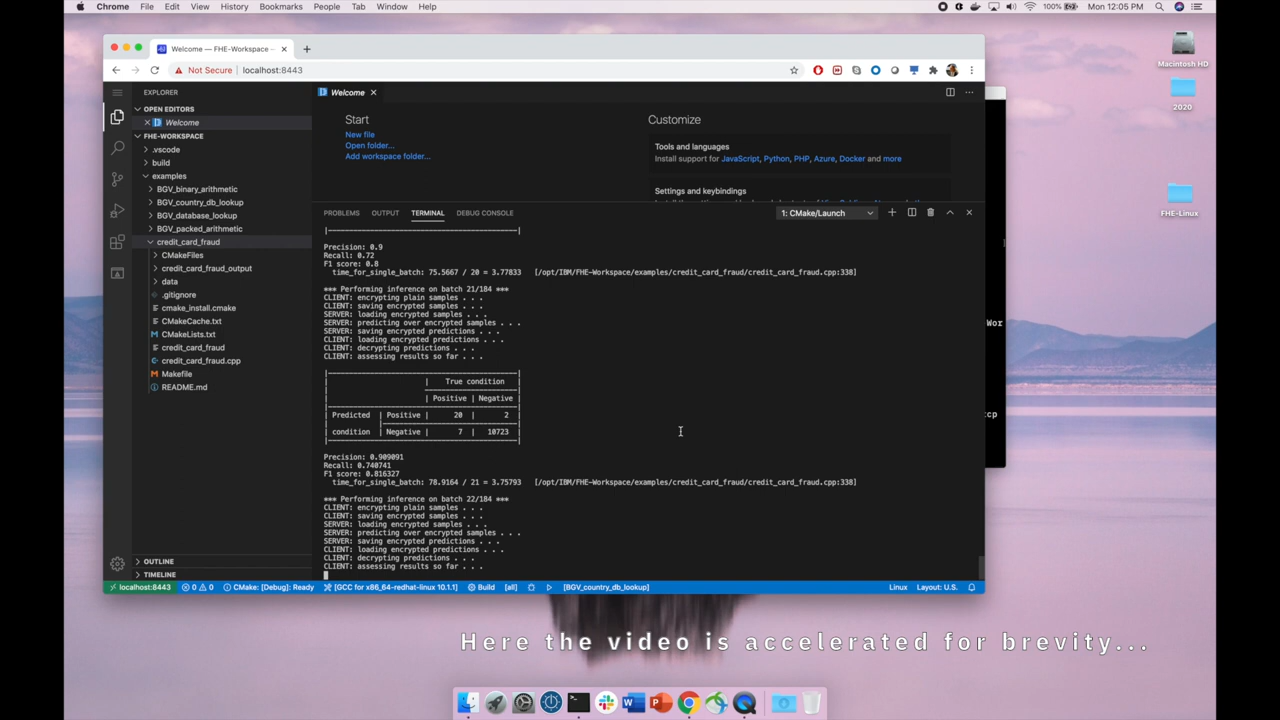 Chrome File Edit View History Bookmarks People Tab Window Help
100% Mon 12:05 PM
Welcome — FHE-Workspace –
Not Secure localhost:8443
EXPLORER
OPEN EDITORS
Welcome
FHE-WORKSPACE
.vscode
build
examples
BGV_binary_arithmetic
BGV_country_db_lookup
BGV_database_lookup
BGV_packed_arithmetic
credit_card_fraud
CMakeFiles
credit_card_fraud_output
data
.gitignore
cmake_install.cmake
CMakeCache.txt
CMakeLists.txt
credit_card_fraud
credit_card_fraud.cpp
Makefile
README.md
OUTLINE
TIMELINE
Welcome
Start
New file
Open folder...
Add workspace folder...
Customize
Tools and languages
Install support for JavaScript, Python, PHP, Azure, Docker and more
Settings and keybindings
PROBLEMS OUTPUT TERMINAL DEBUG CONSOLE
1: CMake/Launch
Precision: 0.9
Recall: 0.72
F1 score: 0.8
time_for_single_batch: 75.5667 / 20 = 3.77833 [/opt/IBM/FHE-Workspace/examples/credit_card_fraud/credit_card_fraud.cpp:338]
*** Performing inference on batch 21/184 ***
CLIENT: encrypting plain samples . . .
CLIENT: saving encrypted samples . . .
SERVER: loading encrypted samples . . .
SERVER: predicting over encrypted samples . . .
SERVER: saving encrypted predictions . . .
CLIENT: loading encrypted predictions . . .
CLIENT: decrypting predictions . . .
CLIENT: assessing results so far . . .
| True condition |
| Positive | Negative |
| Predicted | Positive | 20 | 2 |
| condition | Negative | 7 | 10723 |
Precision: 0.909091
Recall: 0.740741
F1 score: 0.816327
time_for_single_batch: 78.9164 / 21 = 3.75793 [/opt/IBM/FHE-Workspace/examples/credit_card_fraud/credit_card_fraud.cpp:338]
*** Performing inference on batch 22/184 ***
CLIENT: encrypting plain samples . . .
CLIENT: saving encrypted samples . . .
SERVER: loading encrypted samples . . .
SERVER: predicting over encrypted samples . . .
SERVER: saving encrypted predictions . . .
CLIENT: loading encrypted predictions . . .
CLIENT: decrypting predictions . . .
CLIENT: assessing results so far . . .
localhost:8443 0 0 CMake: [Debug]: Ready [GCC for x86_64-redhat-linux 10.1.1] Build [all] [BGV_country_db_lookup] Linux Layout: U.S.
Wor
tcp
Macintosh HD
2020
FHE-Linux
Here the video is accelerated for brevity...